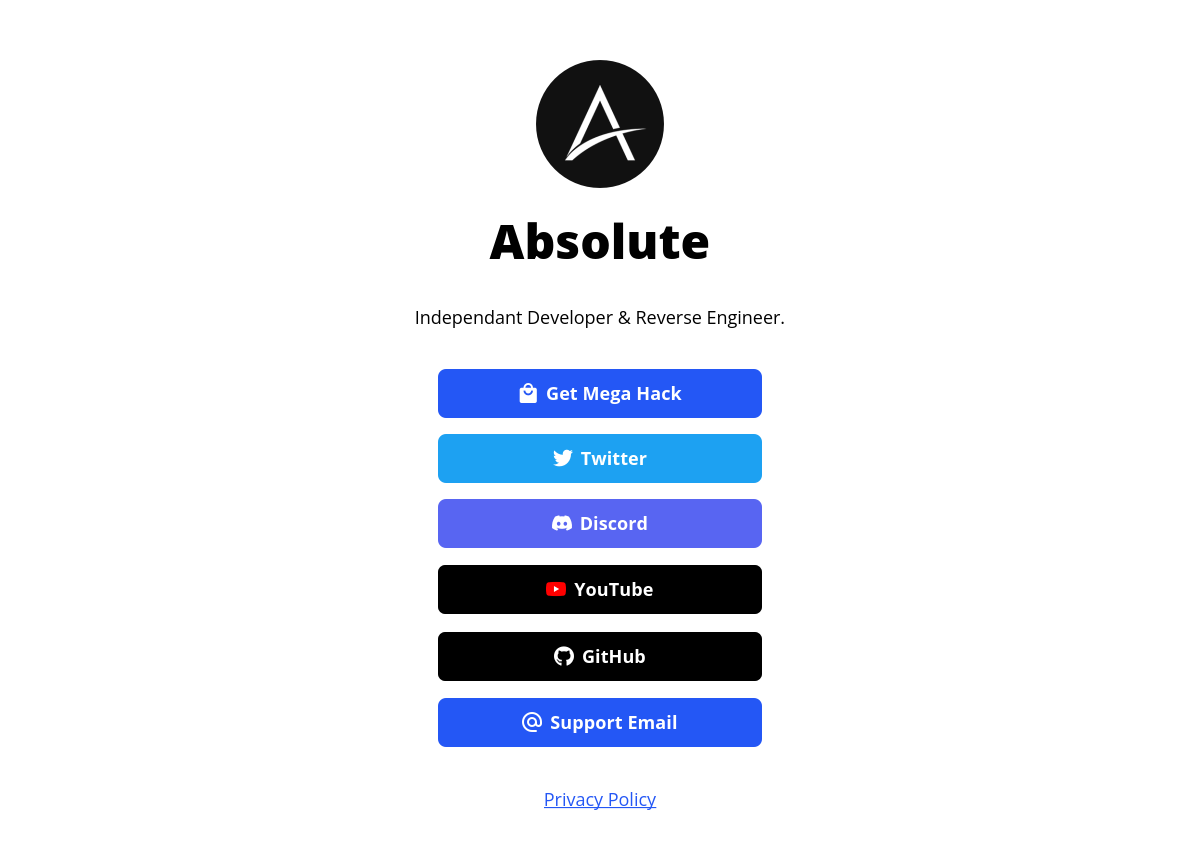 Absolute
Independant Developer & Reverse Engineer.
Get Mega Hack
Twitter
Discord
YouTube
GitHub
Support Email
Privacy Policy